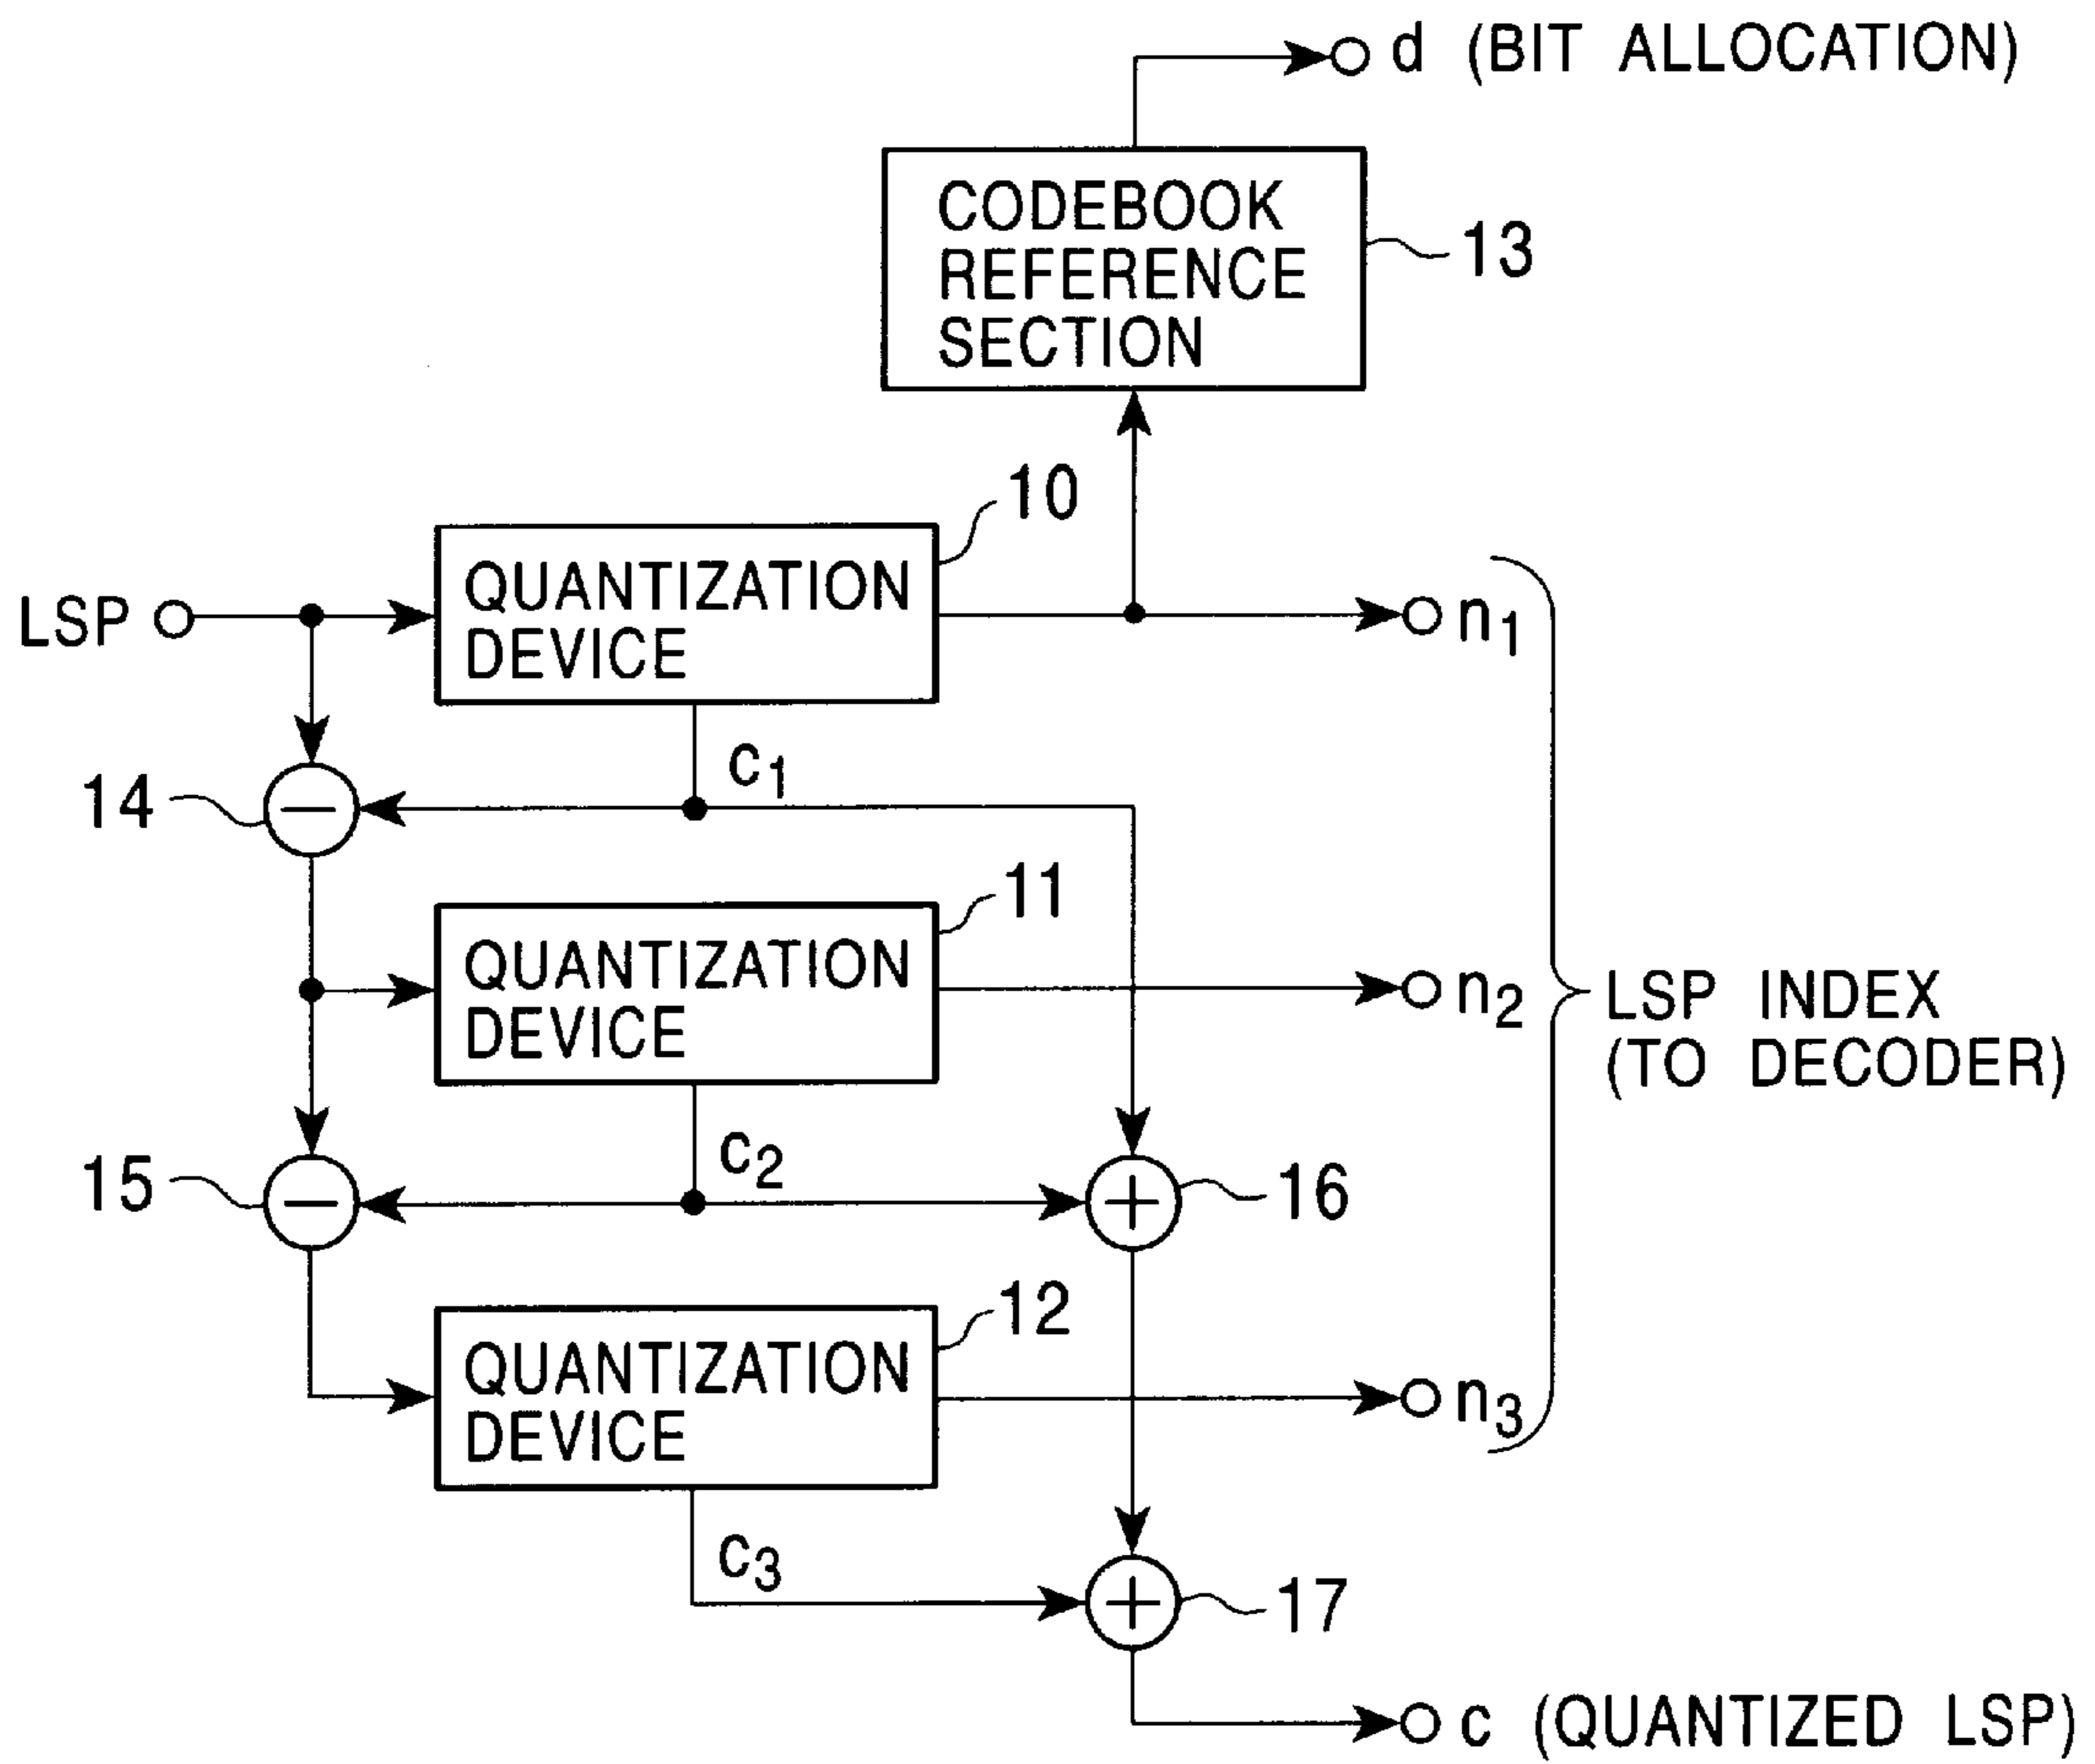 d (BIT ALLOCATION)
CODEBOOK
REFERENCE
SECTION
13
10
QUANTIZATION
DEVICE
LSP
n1
c1
14
11
QUANTIZATION
DEVICE
n2
LSP INDEX
(TO DECODER)
c2
15
16
12
QUANTIZATION
DEVICE
n3
c3
17
c (QUANTIZED LSP)